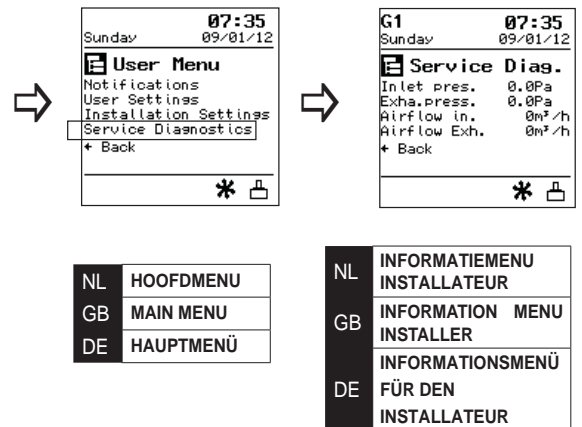 07:35
Sunday 09/01/12
User Menu
Notifications
User Settings
Installation Settings
Service Diagnostics
← Back
G1 07:35
Sunday 09/01/12
Service Diag.
Inlet pres. 0.0Pa
Exha.press. 0.0Pa
Airflow in. 0m³/h
Airflow Exh. 0m³/h
← Back
NL HOOFDMENU
GB MAIN MENU
DE HAUPTMENÜ
NL INFORMATIEMENU
INSTALLATEUR
GB INFORMATION MENU
INSTALLER
DE INFORMATIONSMENÜ
FÜR DEN
INSTALLATEUR